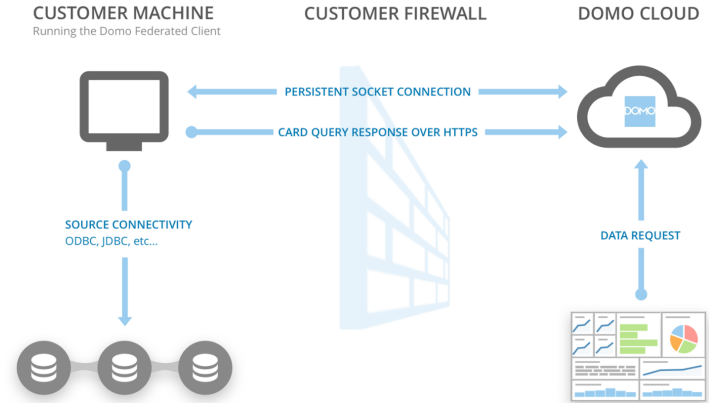 CUSTOMER MACHINE
Running the Domo Federated Client
CUSTOMER FIREWALL
DOMO CLOUD
PERSISTENT SOCKET CONNECTION
DOMO
CARD QUERY RESPONSE OVER HTTPS
SOURCE CONNECTIVITY
ODBC, JDBC, etc...
DATA REQUEST